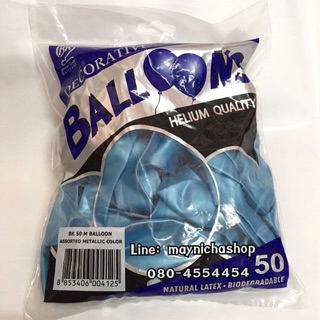 DECORATIVE
BALLOONS
HELIUM QUALITY
BK 50 M BALLOON
ASSORTED METALLIC COLOR
8 853406 004125
Line: maynichashop
080-4554454
50
NATURAL LATEX • BIODEGRADABLE